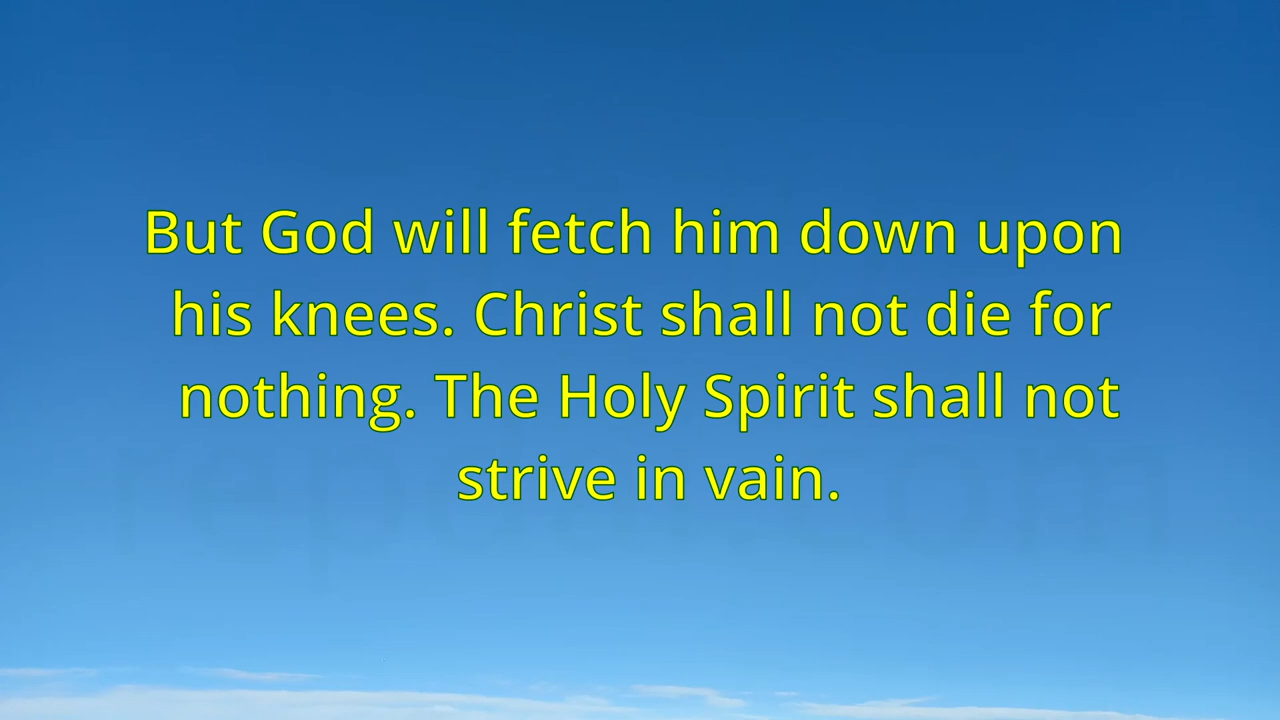 But God will fetch him down upon
his knees. Christ shall not die for
nothing. The Holy Spirit shall not
strive in vain.